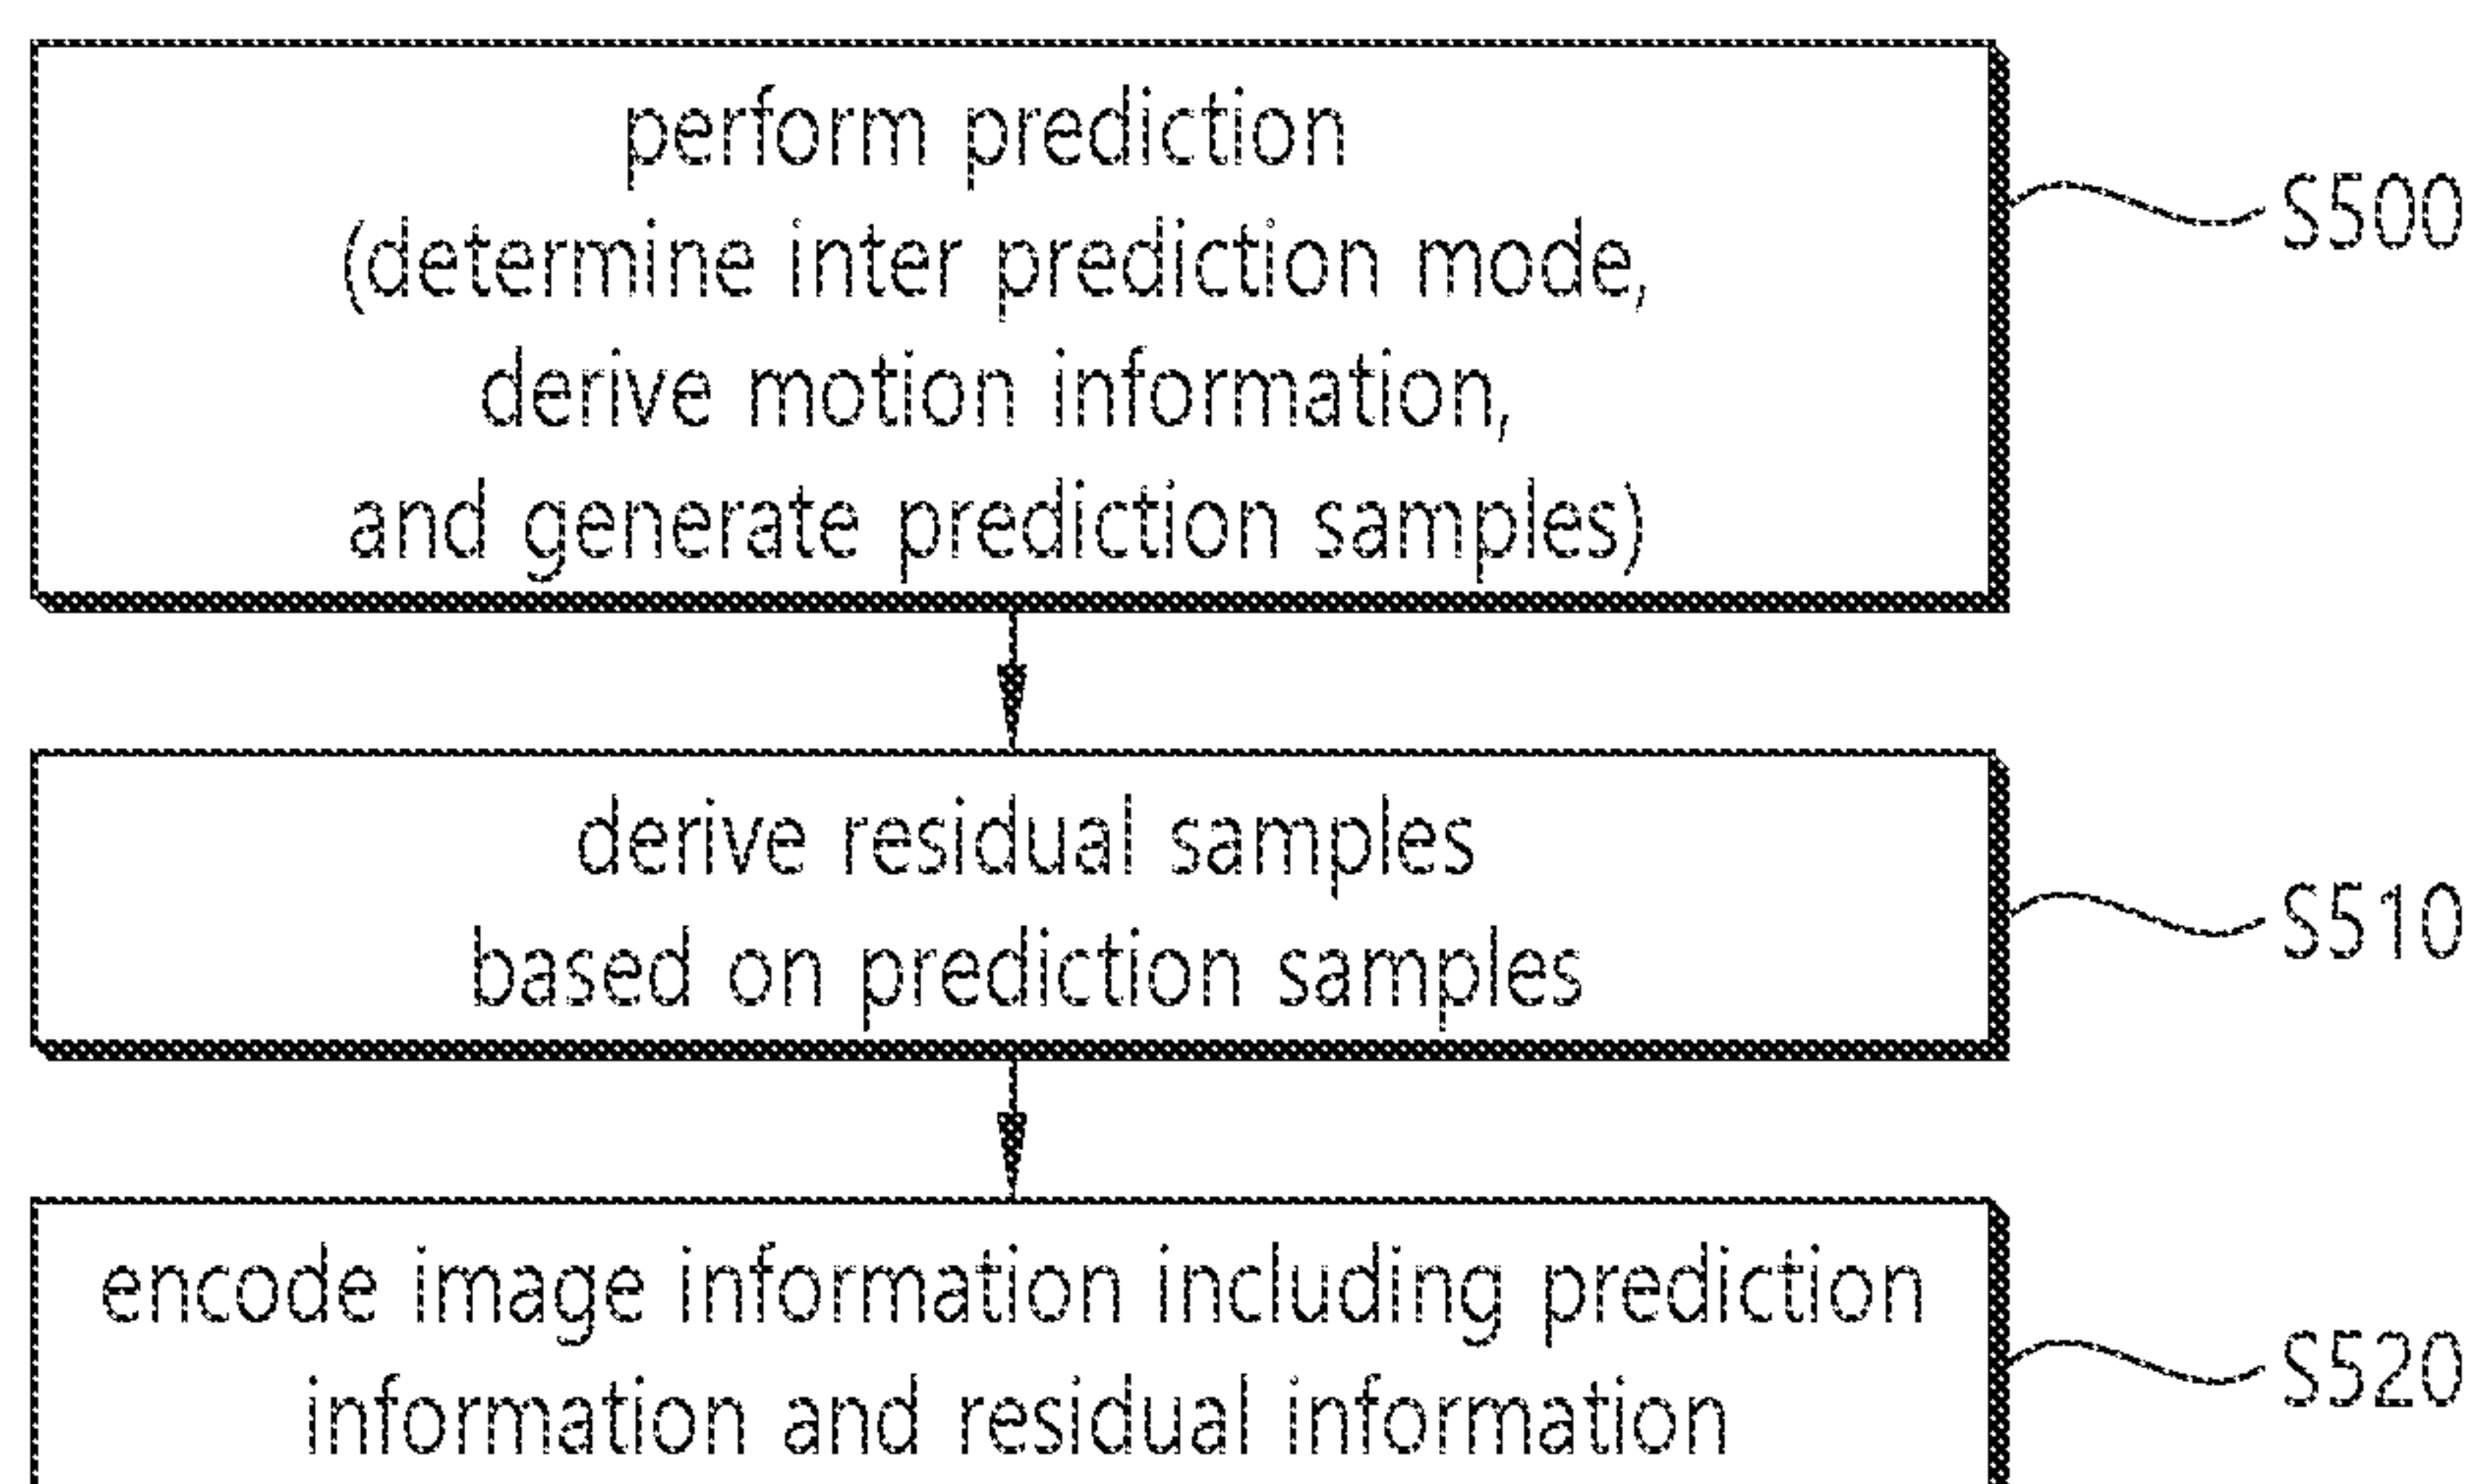 perform prediction
(determine inter prediction mode,
derive motion information,
and generate prediction samples)
S500
derive residual samples
based on prediction samples
S510
encode image information including prediction
information and residual information
S520